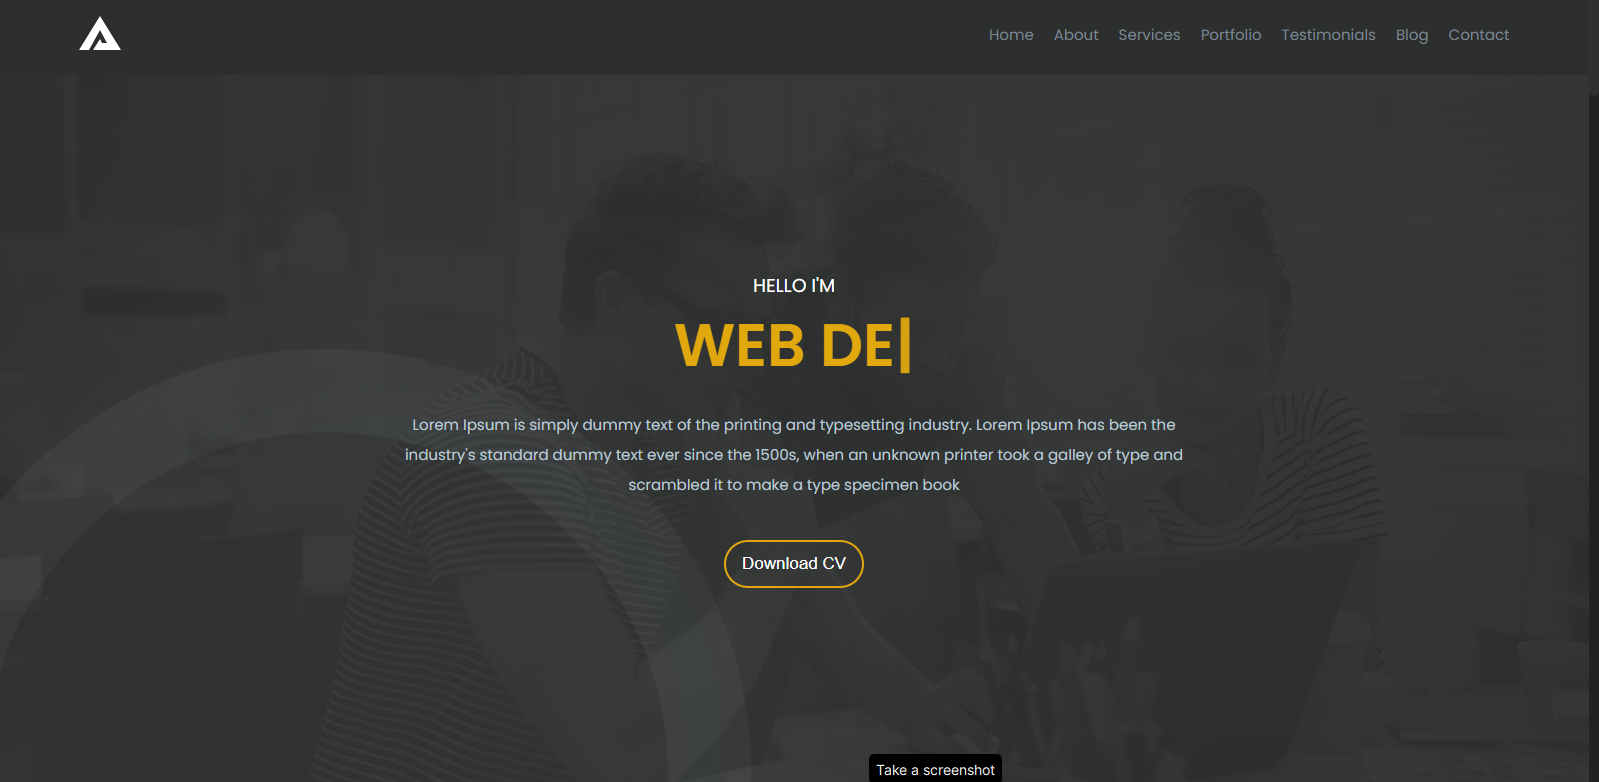 Home About Services Portfolio Testimonials Blog Contact
HELLO I'M
WEB DE|
Lorem Ipsum is simply dummy text of the printing and typesetting industry. Lorem Ipsum has been the
industry's standard dummy text ever since the 1500s, when an unknown printer took a galley of type and
scrambled it to make a type specimen book
Download CV
Take a screenshot